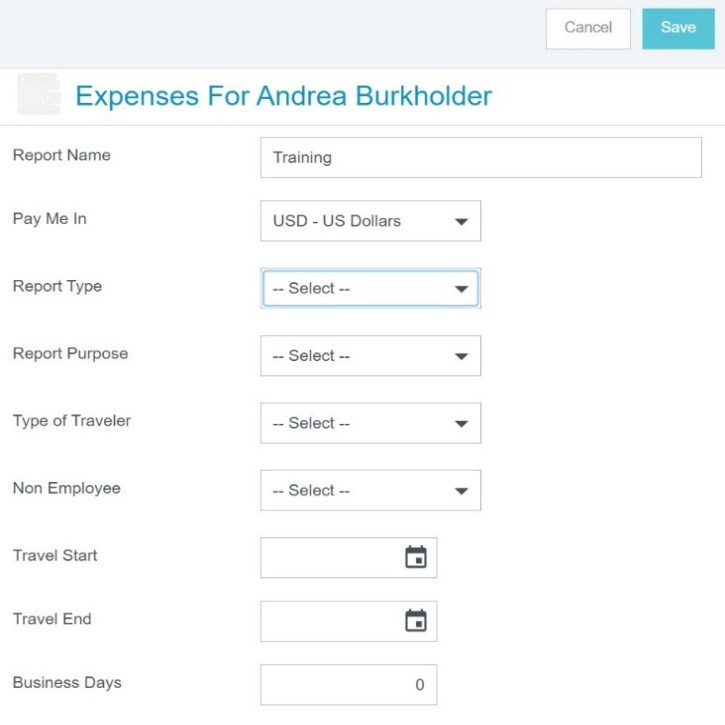 Cancel Save
Expenses For Andrea Burkholder
Report Name Training
Pay Me In USD - US Dollars
Report Type -- Select --
Report Purpose -- Select --
Type of Traveler -- Select --
Non Employee -- Select --
Travel Start
Travel End
Business Days 0